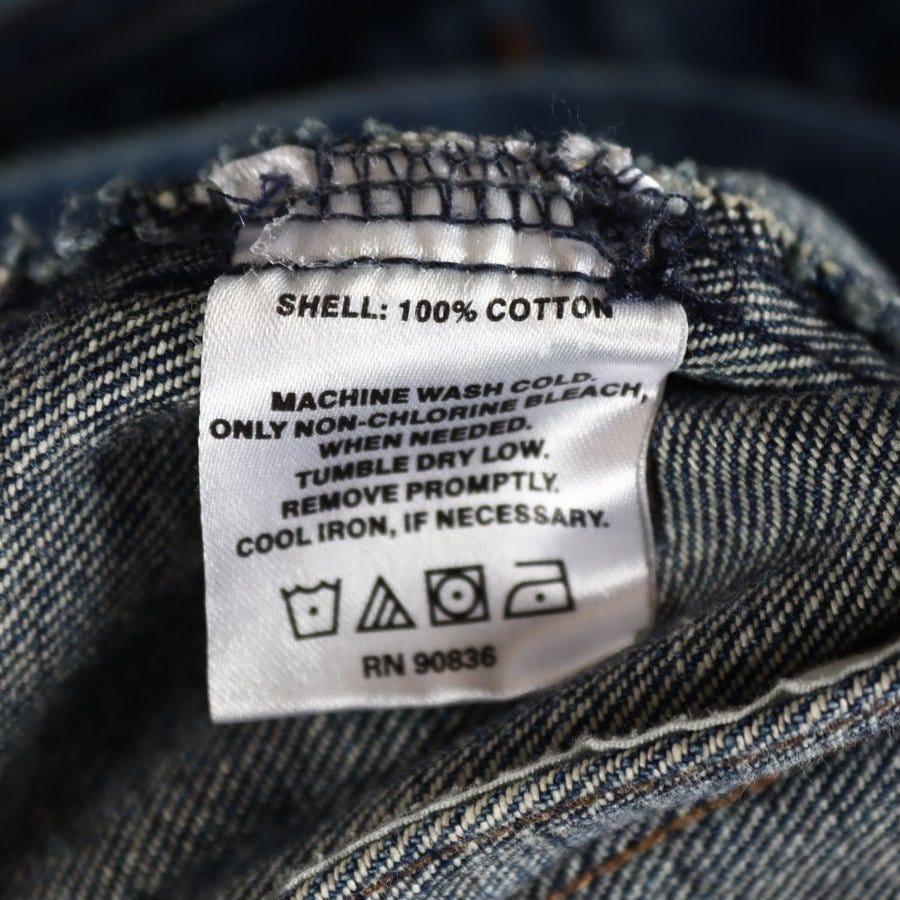 SHELL: 100% COTTON
MACHINE WASH COLD.
ONLY NON-CHLORINE BLEACH,
WHEN NEEDED.
TUMBLE DRY LOW.
REMOVE PROMPTLY.
COOL IRON, IF NECESSARY.
RN 90836